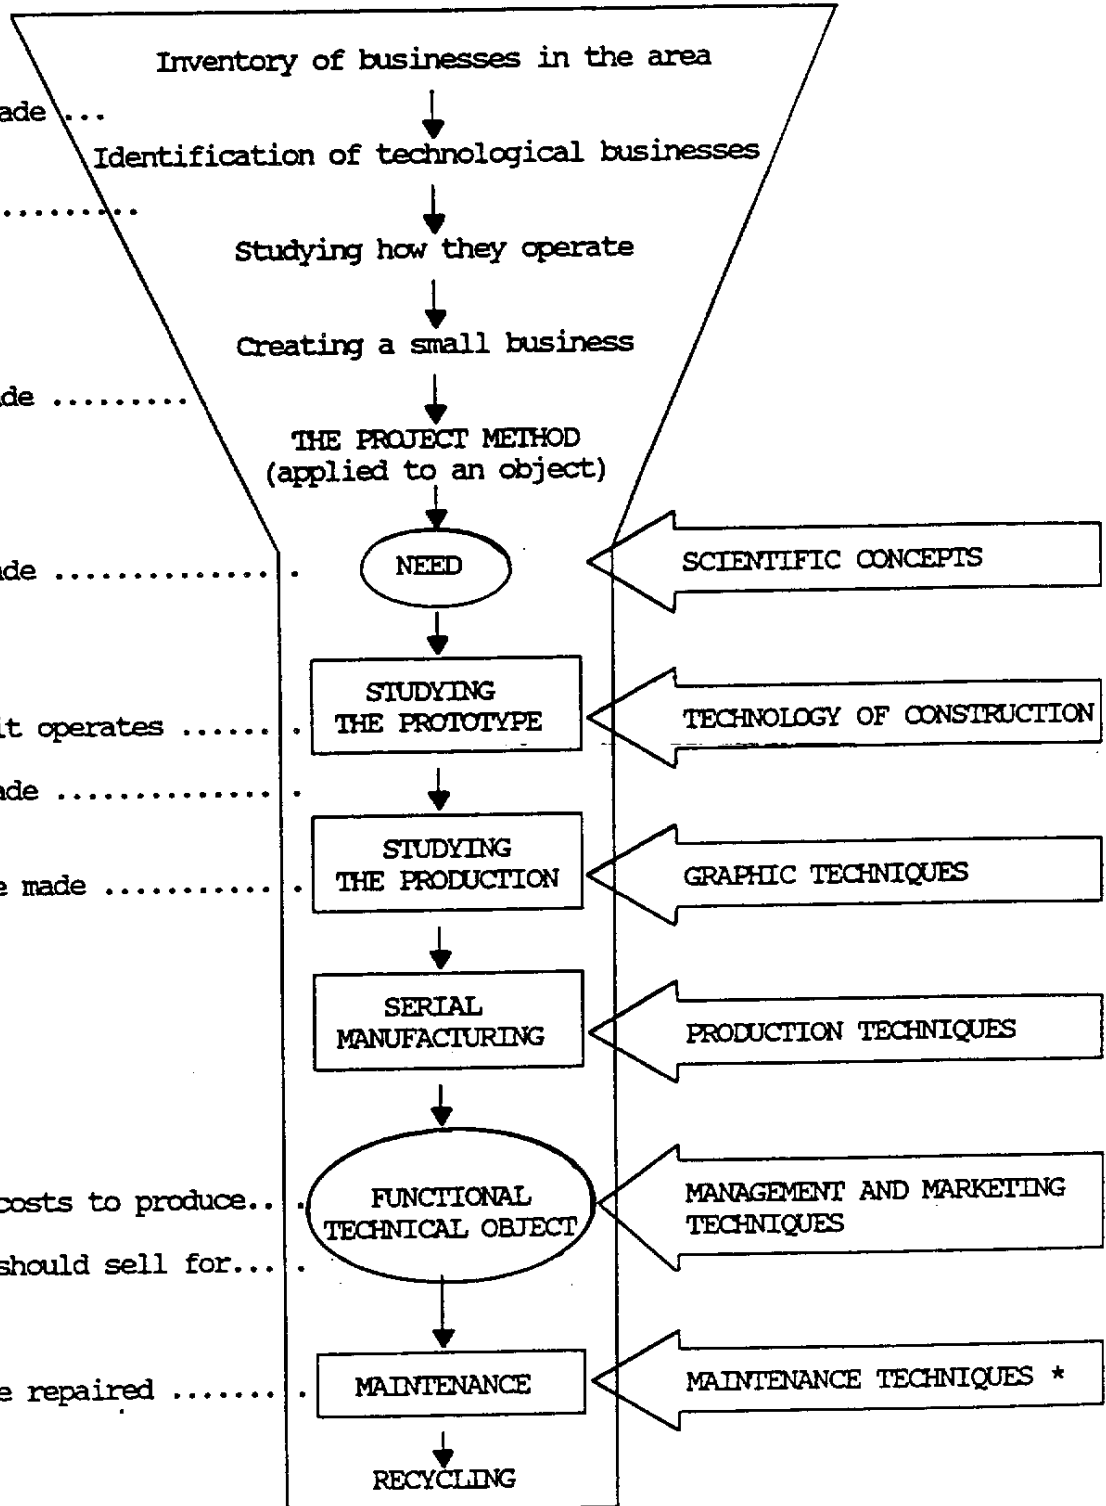 Inventory of businesses in the area
ade ...
Identification of technological businesses
.........
Studying how they operate
Creating a small business
de .........
THE PROJECT METHOD
(applied to an object)
ade ...............
NEED
SCIENTIFIC CONCEPTS
STUDYING
THE PROTOTYPE
it operates ........
TECHNOLOGY OF CONSTRUCTION
ade ...............
STUDYING
THE PRODUCTION
e made ............
GRAPHIC TECHNIQUES
SERIAL
MANUFACTURING
PRODUCTION TECHNIQUES
costs to produce...
FUNCTIONAL
TECHNICAL OBJECT
MANAGEMENT AND MARKETING
TECHNIQUES
should sell for.....
e repaired .........
MAINTENANCE
MAINTENANCE TECHNIQUES *
RECYCLING